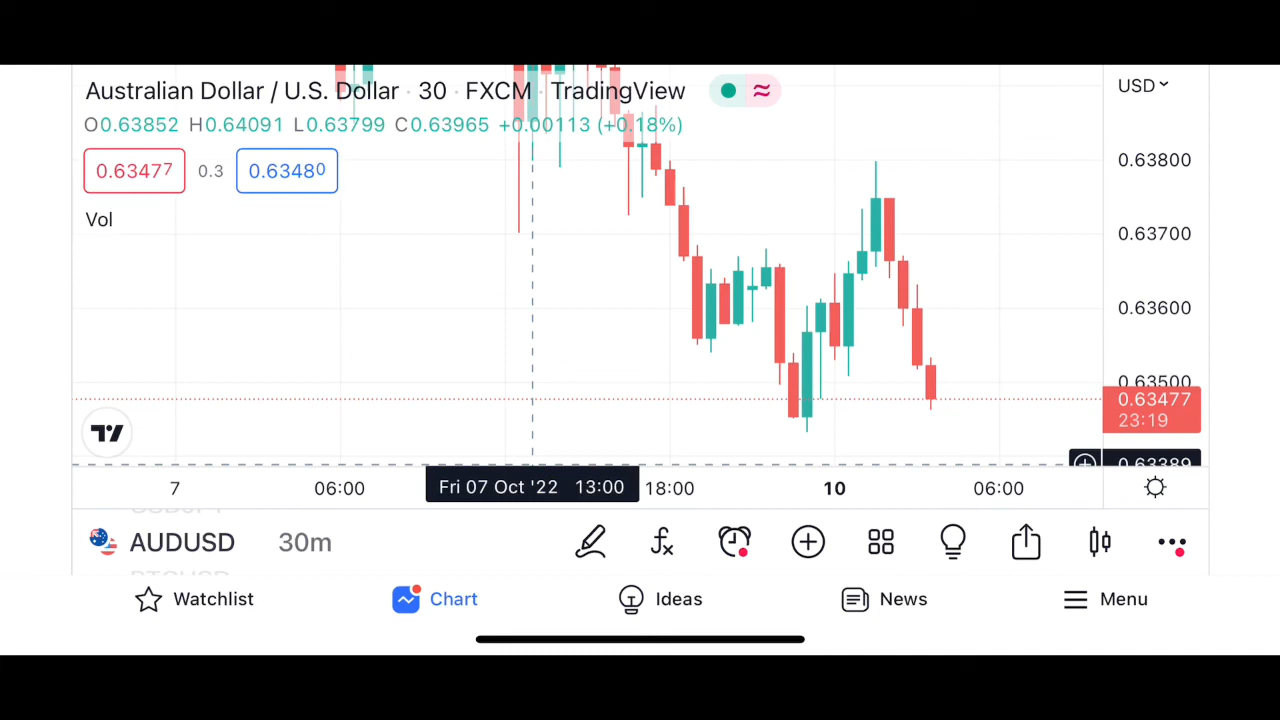 Australian Dollar / U.S. Dollar · 30 · FXCM · TradingView
USD
O0.63852 H0.64091 L0.63799 C0.63965 +0.00113 (+0.18%)
0.63477 0.3 0.63480
Vol
0.63800
0.63700
0.63600
0.63500
0.63477
23:19
0.63389
7 06:00 Fri 07 Oct '22 13:00 18:00 10 06:00
AUDUSD 30m
Watchlist Chart Ideas News Menu